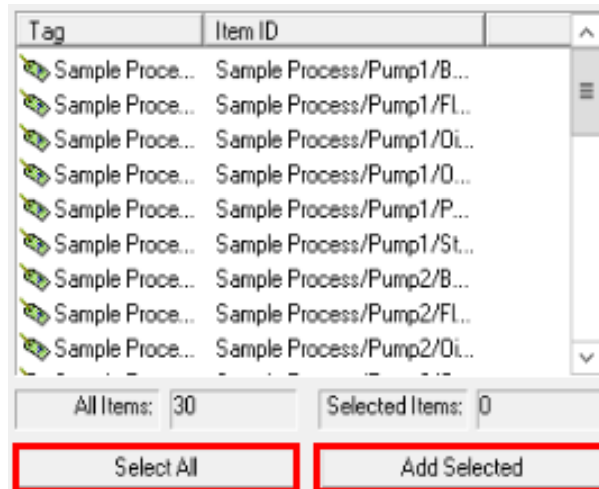 Tag Item ID
Sample Proce... Sample Process/Pump1/B...
Sample Proce... Sample Process/Pump1/Fl...
Sample Proce... Sample Process/Pump1/Oi...
Sample Proce... Sample Process/Pump1/O...
Sample Proce... Sample Process/Pump1/P...
Sample Proce... Sample Process/Pump1/St...
Sample Proce... Sample Process/Pump2/B...
Sample Proce... Sample Process/Pump2/Fl...
Sample Proce... Sample Process/Pump2/Oi...
All Items: 30 Selected Items: 0
Select All Add Selected